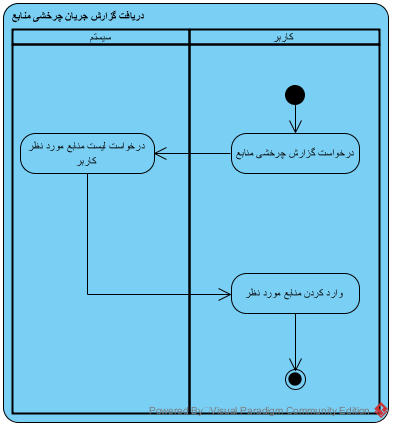 دریافت گزارش جریان چرخشی منابع
کاربر
سیستم
درخواست گزارش چرخشی منابع
درخواست لیست منابع مورد نظر
کاربر
وارد کردن منابع مورد نظر
Powered By Visual Paradigm Community Edition